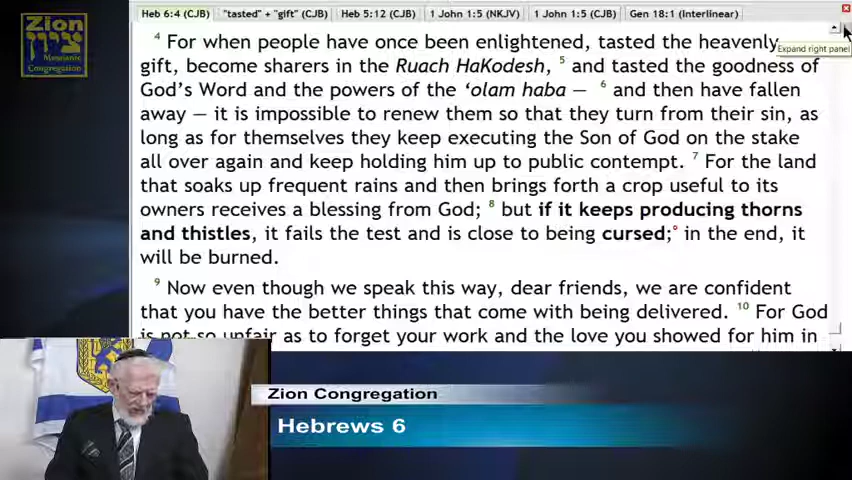 Zion
ציון
Messianic
Congregation
Heb 6:4 (CJB)
"tasted" + "gift" (CJB)
Heb 5:12 (CJB)
1 John 1:5 (NKJV)
1 John 1:5 (CJB)
Gen 18:1 (Interlinear)
Expand right panel
4 For when people have once been enlightened, tasted the heavenly
gift, become sharers in the Ruach HaKodesh, 5 and tasted the goodness of
God’s Word and the powers of the ‘olam haba — 6 and then have fallen
away — it is impossible to renew them so that they turn from their sin, as
long as for themselves they keep executing the Son of God on the stake
all over again and keep holding him up to public contempt. 7 For the land
that soaks up frequent rains and then brings forth a crop useful to its
owners receives a blessing from God; 8 but if it keeps producing thorns
and thistles, it fails the test and is close to being cursed;° in the end, it
will be burned.
9 Now even though we speak this way, dear friends, we are confident
that you have the better things that come with being delivered. 10 For God
is not so unfair as to forget your work and the love you showed for him in
Zion Congregation
Hebrews 6